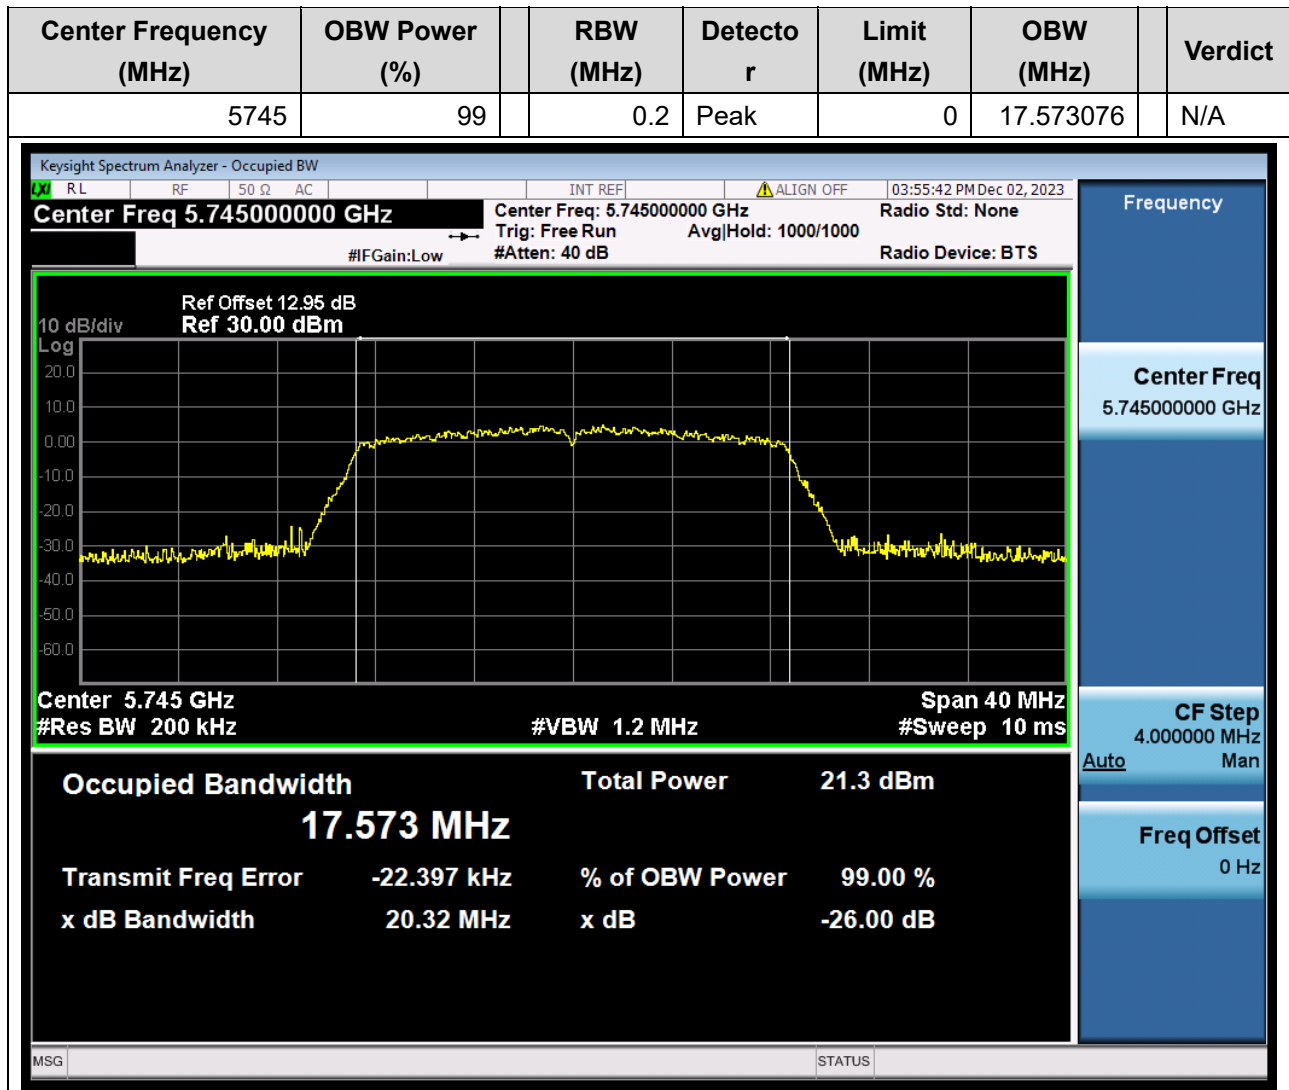 Center Frequency (MHz) OBW Power (%) RBW (MHz) Detecto r Limit (MHz) OBW (MHz) Verdict
5745 99 0.2 Peak 0 17.573076 N/A
Keysight Spectrum Analyzer - Occupied BW
LXI RL RF 50 Ω AC INT REF ALIGN OFF 03:55:42 PM Dec 02, 2023
Center Freq 5.745000000 GHz
Center Freq: 5.745000000 GHz Radio Std: None
Trig: Free Run Avg|Hold: 1000/1000
#IFGain:Low #Atten: 40 dB Radio Device: BTS
Ref Offset 12.95 dB
10 dB/div Ref 30.00 dBm
Log
20.0
10.0
0.00
-10.0
-20.0
-30.0
-40.0
-50.0
-60.0
Center 5.745 GHz Span 40 MHz
#Res BW 200 kHz #VBW 1.2 MHz #Sweep 10 ms
Occupied Bandwidth Total Power 21.3 dBm
17.573 MHz
Transmit Freq Error -22.397 kHz % of OBW Power 99.00 %
x dB Bandwidth 20.32 MHz x dB -26.00 dB
MSG STATUS
Frequency
Center Freq
5.745000000 GHz
CF Step
4.000000 MHz
Auto Man
Freq Offset
0 Hz